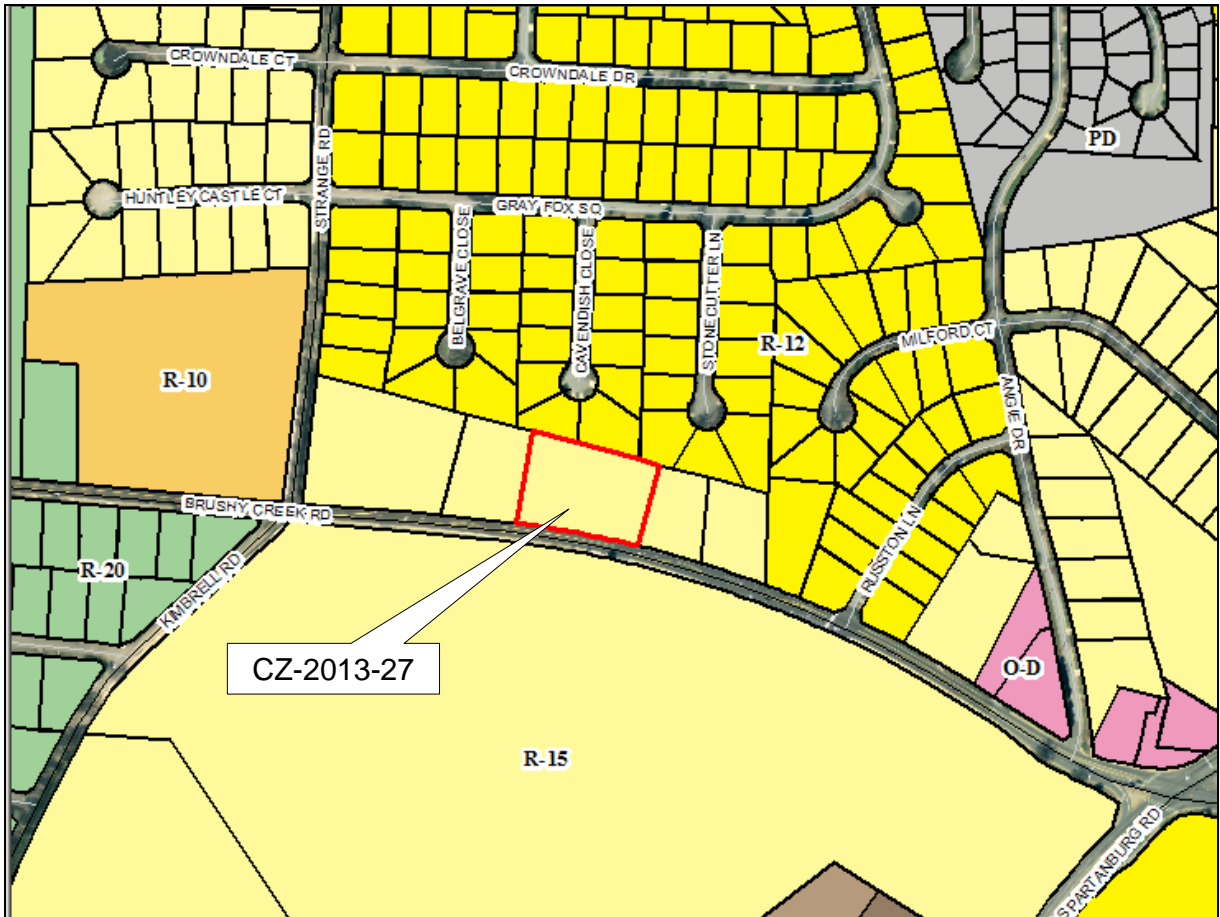 CROWNDALE CT
CROWNDALE DR
PD
STRANGE RD
HUNTLEY CASTLE CT
GRAY FOX SQ
BELGRAVE CLOSE
CAVENDISH CLOSE
STONECUTTER LN
R-12
MILFORD CT
R-10
ANGIE DR
BRUSHY CREEK RD
R-20
KIMBRELL RD
RUSSTON LN
CZ-2013-27
O-D
R-15
SPARTANBURG RD